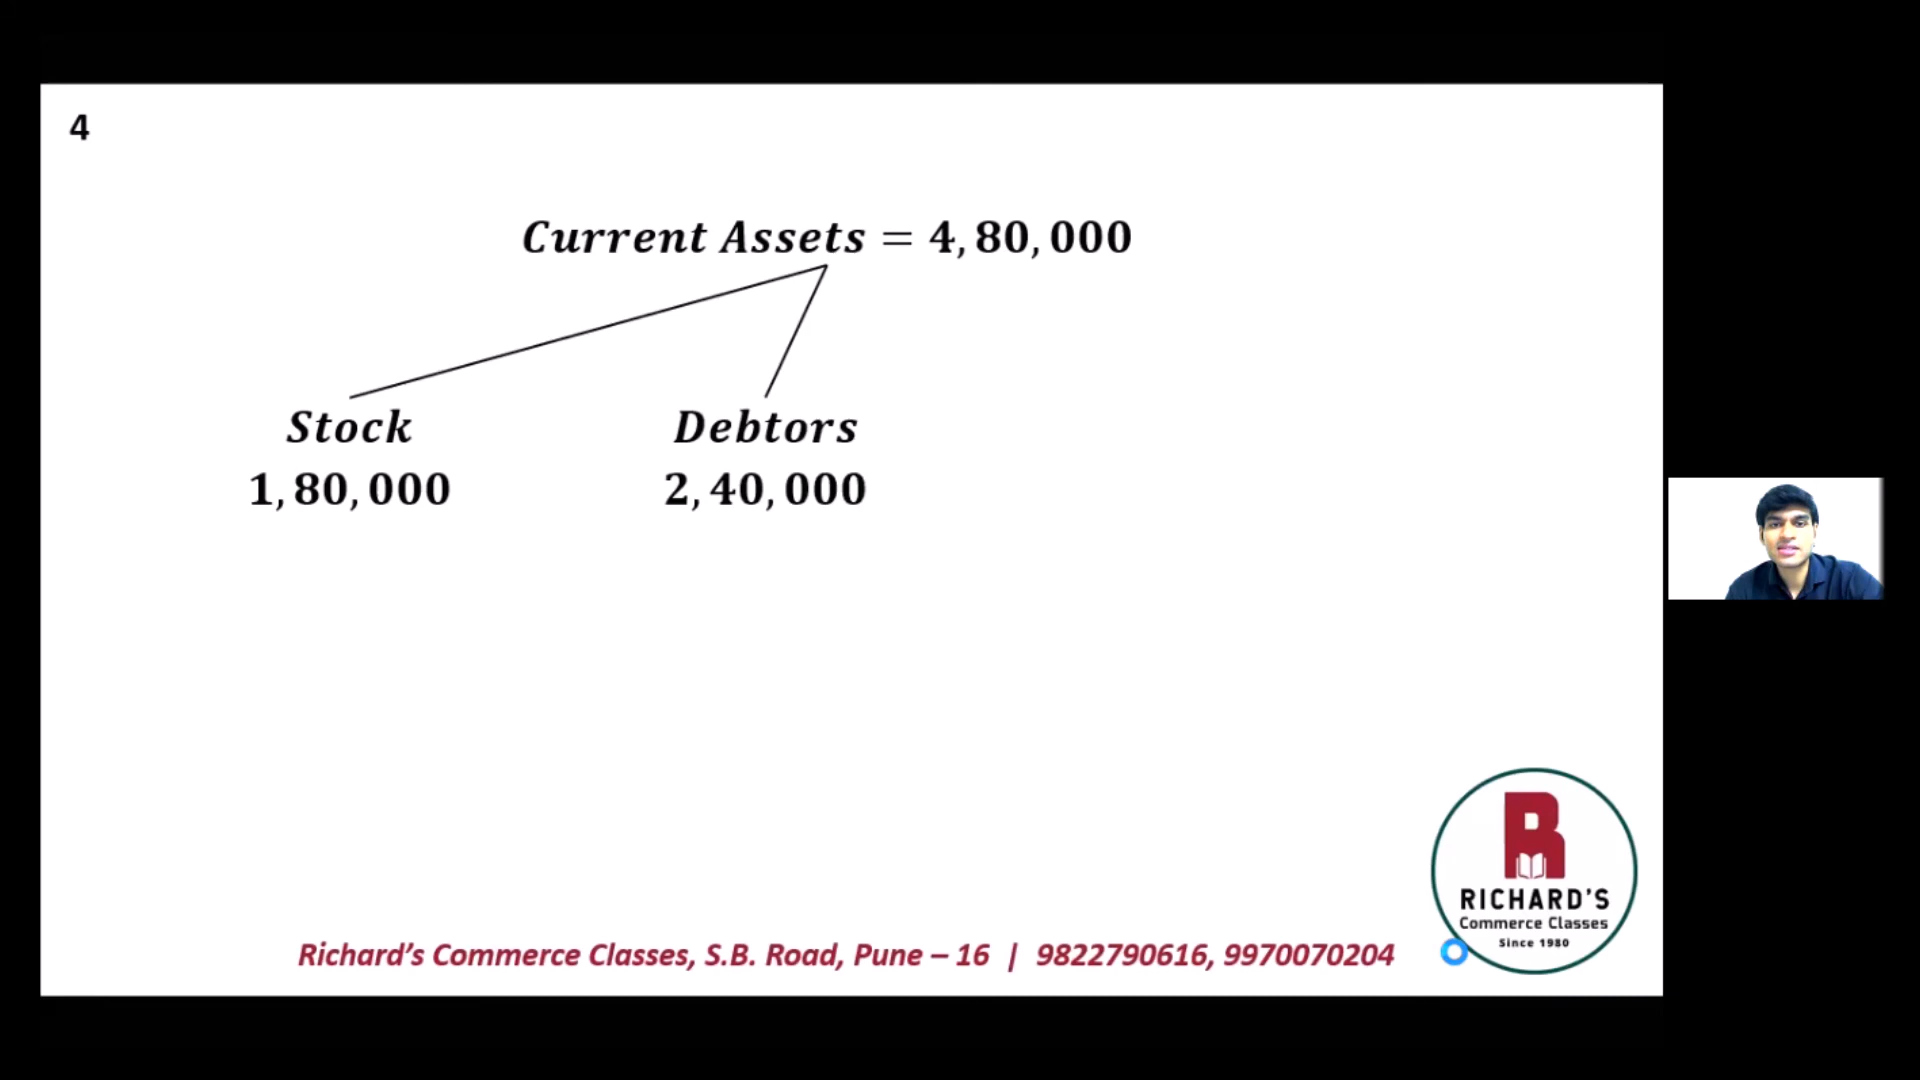 4
Current Assets = 4,80,000
Stock Debtors
1,80,000 2,40,000
RICHARD'S
Commerce Classes
Since 1980
Richard's Commerce Classes, S.B. Road, Pune – 16 | 9822790616, 9970070204